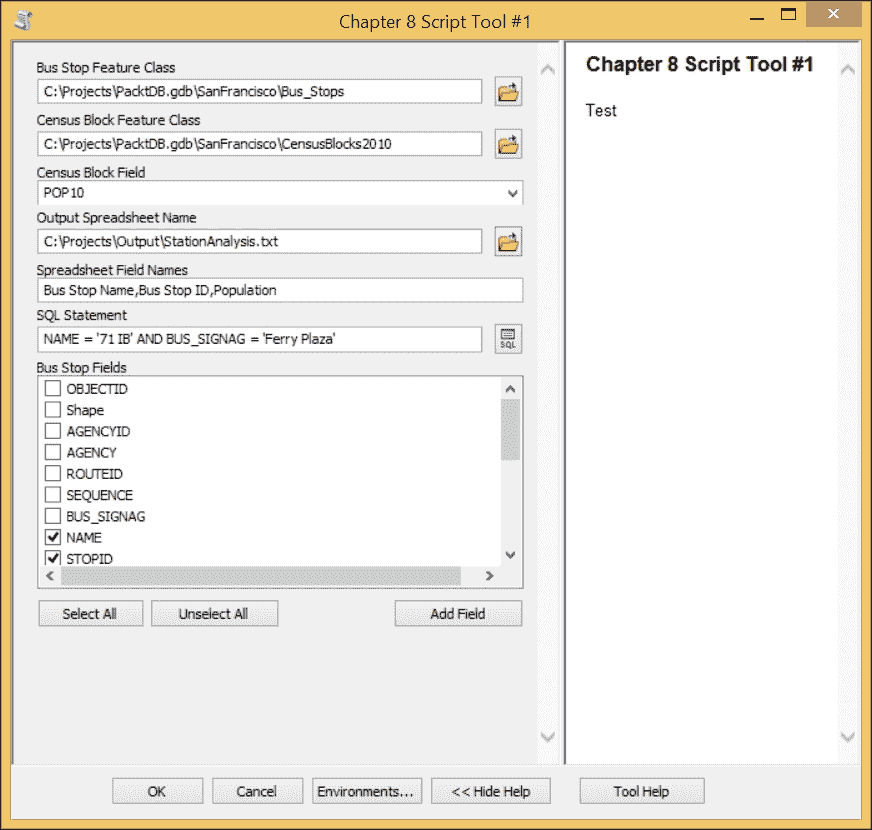 Chapter 8 Script Tool #1
Bus Stop Feature Class
C:\Projects\PacktDB.gdb\SanFrancisco\Bus_Stops
Census Block Feature Class
C:\Projects\PacktDB.gdb\SanFrancisco\CensusBlocks2010
Census Block Field
POP10
Output Spreadsheet Name
C:\Projects\Output\StationAnalysis.txt
Spreadsheet Field Names
Bus Stop Name,Bus Stop ID,Population
SQL Statement
NAME = '71 IB' AND BUS_SIGNAG = 'Ferry Plaza'
SQL
Bus Stop Fields
OBJECTID
Shape
AGENCYID
AGENCY
ROUTEID
SEQUENCE
BUS_SIGNAG
NAME
STOPID
Select All Unselect All Add Field
Chapter 8 Script Tool #1
Test
OK Cancel Environments... << Hide Help Tool Help